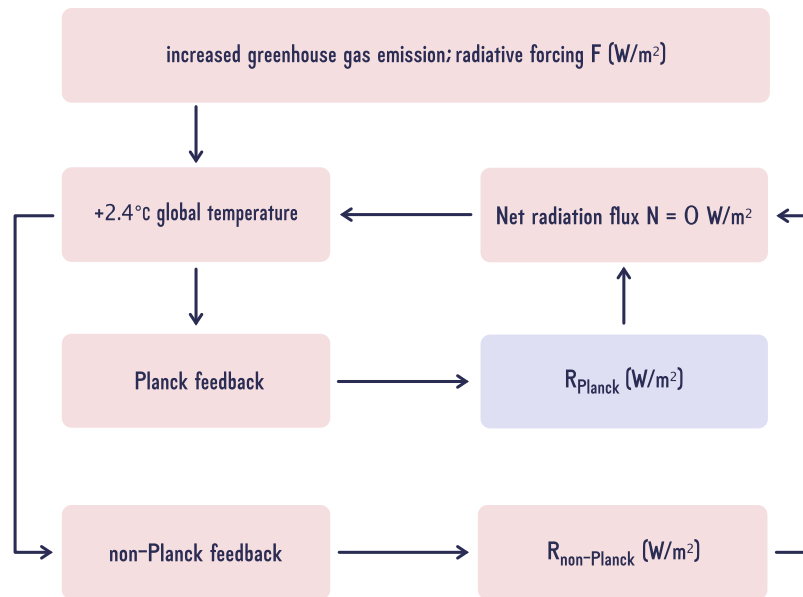 increased greenhouse gas emission; radiative forcing F (W/m²)
+2.4°C global temperature
Net radiation flux N = 0 W/m²
Planck feedback
R_Planck (W/m²)
non-Planck feedback
R_non-Planck (W/m²)